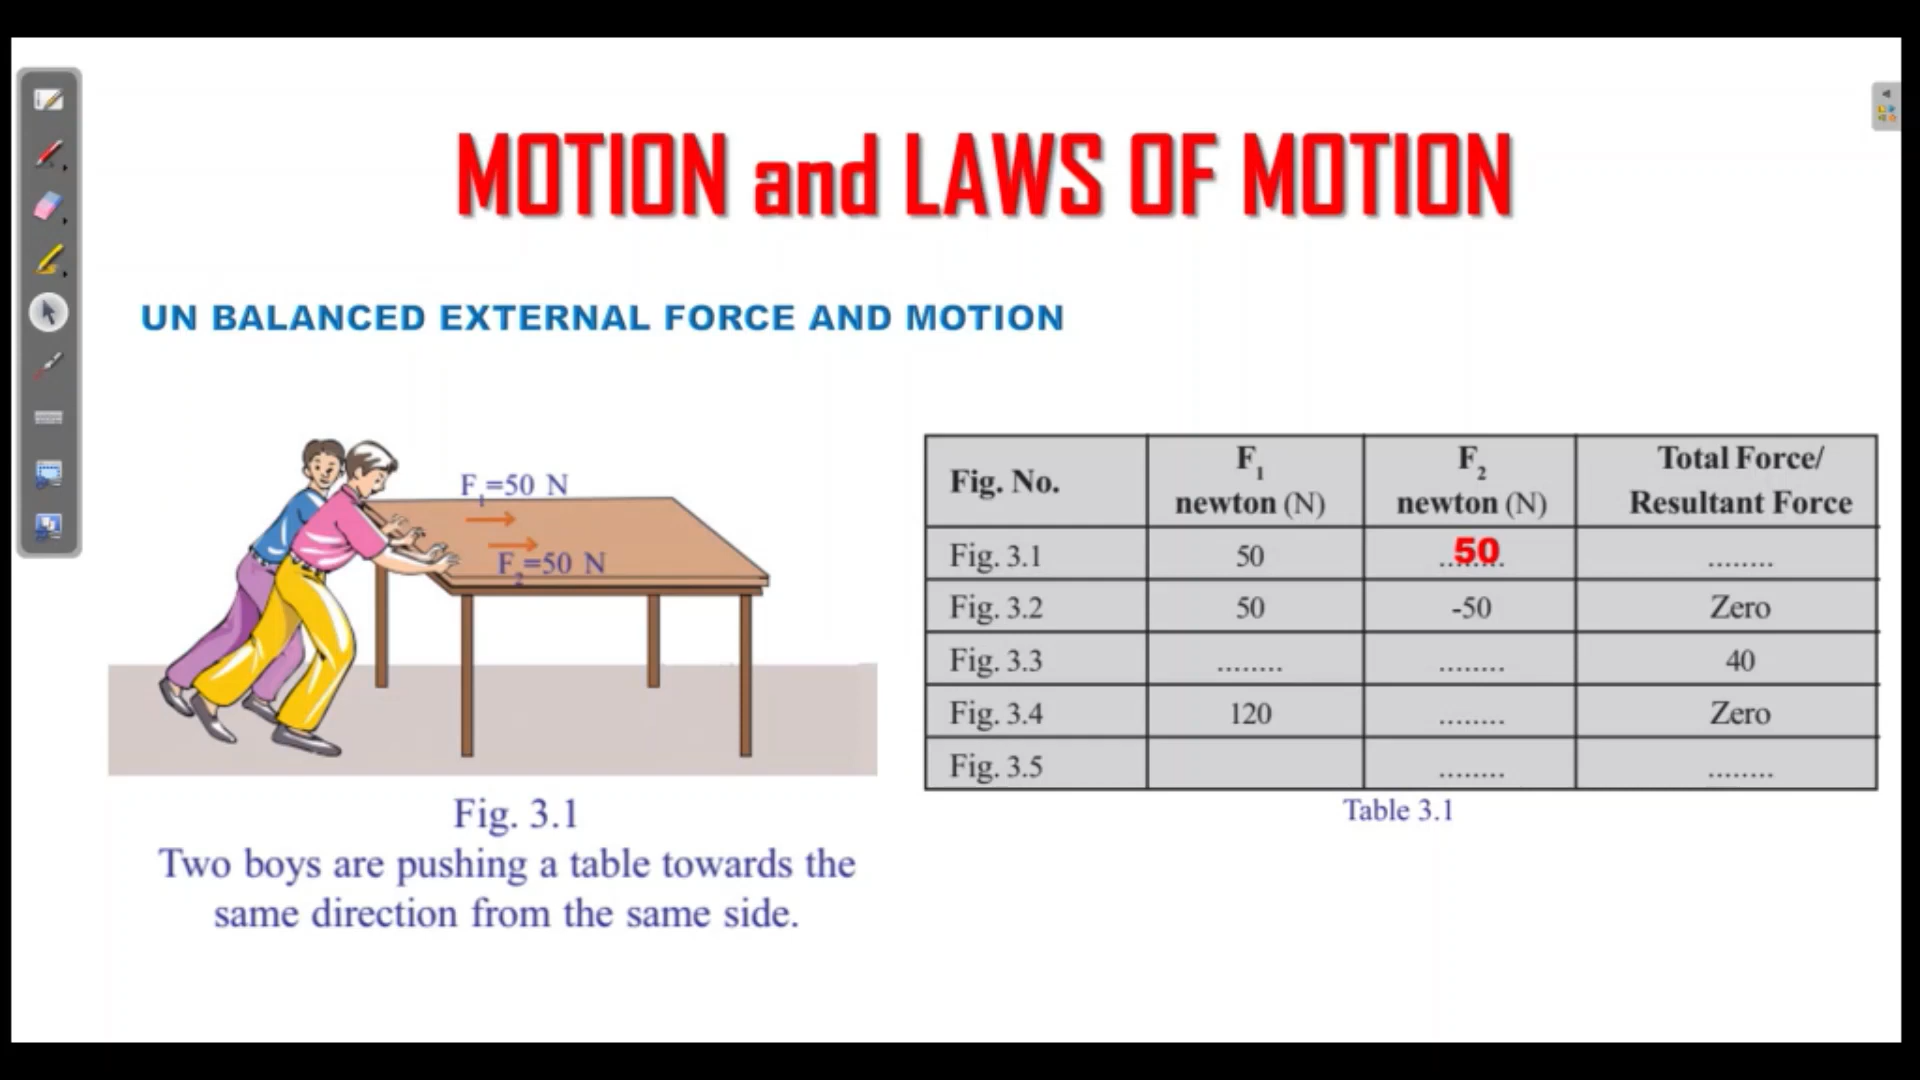 MOTION and LAWS OF MOTION
UN BALANCED EXTERNAL FORCE AND MOTION
F₁=50 N
F₂=50 N
Fig. 3.1
Two boys are pushing a table towards the
same direction from the same side.
Fig. No. F₁ newton (N) F₂ newton (N) Total Force/ Resultant Force
Fig. 3.1 50 50 ........
Fig. 3.2 50 -50 Zero
Fig. 3.3 ........ ........ 40
Fig. 3.4 120 ........ Zero
Fig. 3.5 ........ ........
Table 3.1